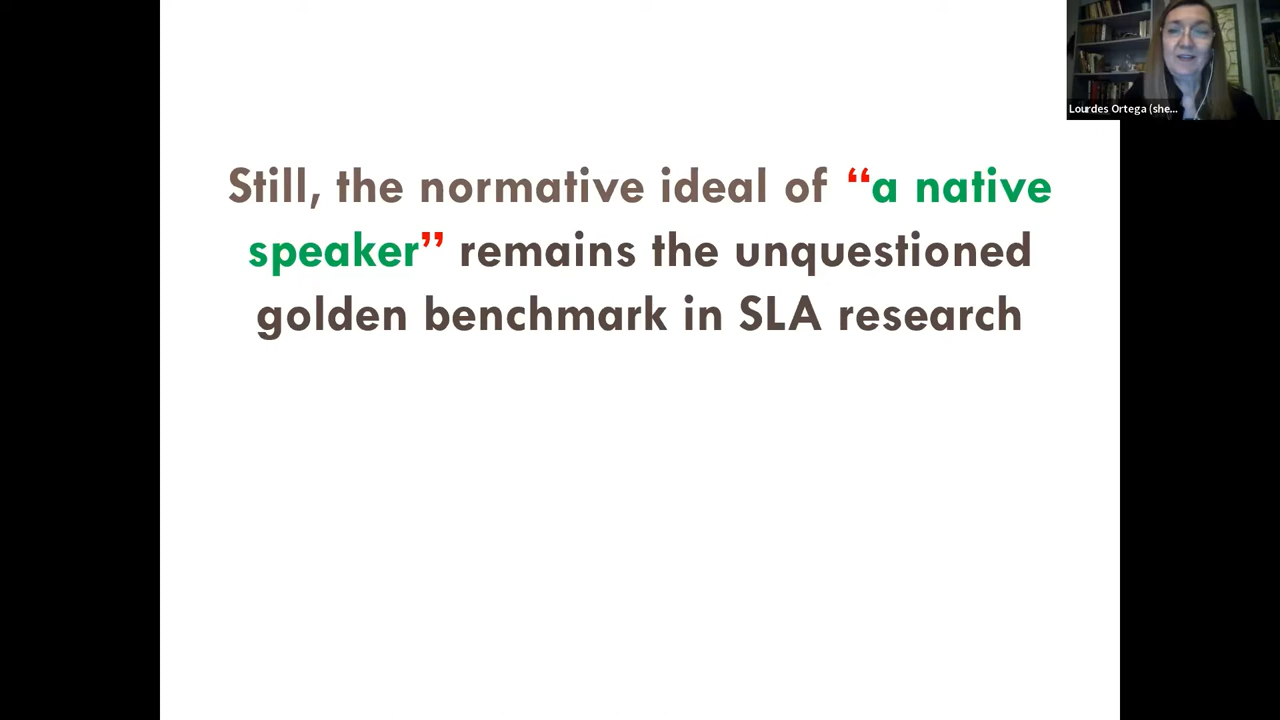 Lourdes Ortega (she...
Still, the normative ideal of “a native
speaker” remains the unquestioned
golden benchmark in SLA research